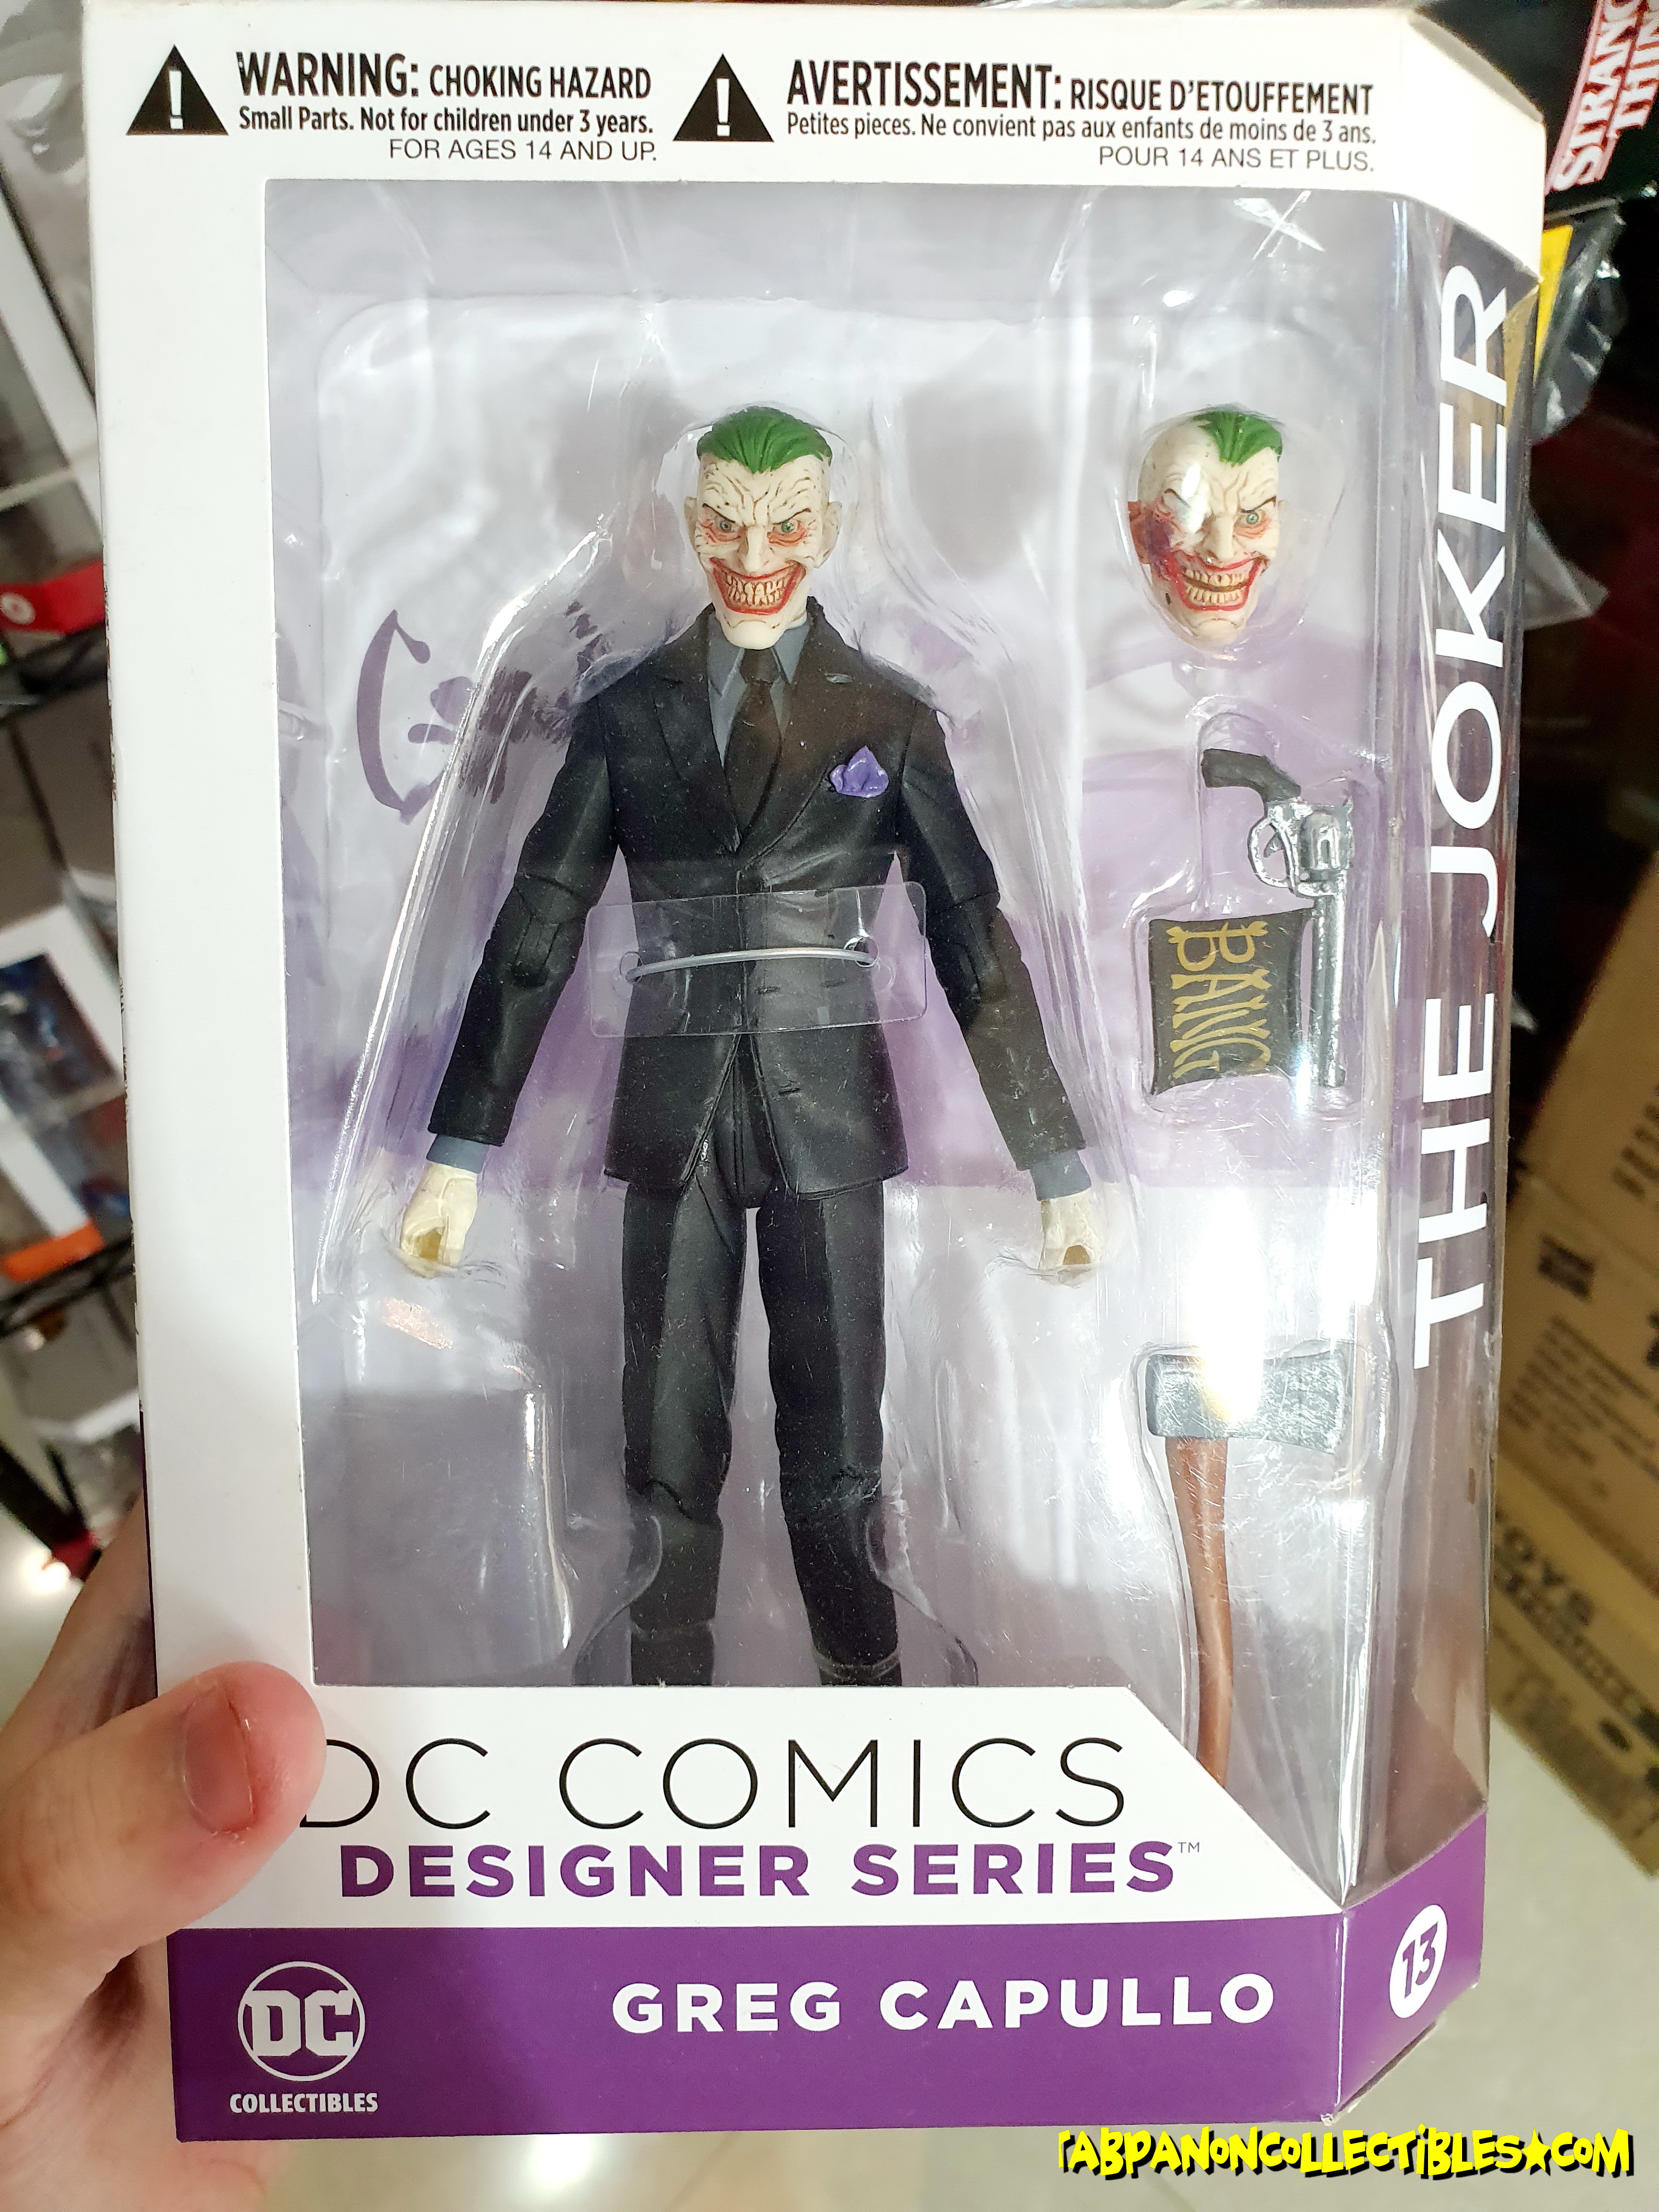 WARNING: CHOKING HAZARD
Small Parts. Not for children under 3 years.
FOR AGES 14 AND UP.
AVERTISSEMENT: RISQUE D'ETOUFFEMENT
Petites pieces. Ne convient pas aux enfants de moins de 3 ans.
POUR 14 ANS ET PLUS.
THE JOKER
BANG
DC COMICS
DESIGNER SERIES™
GREG CAPULLO
13
DC
COLLECTIBLES
TABPANONCOLLECTIBLES★COM